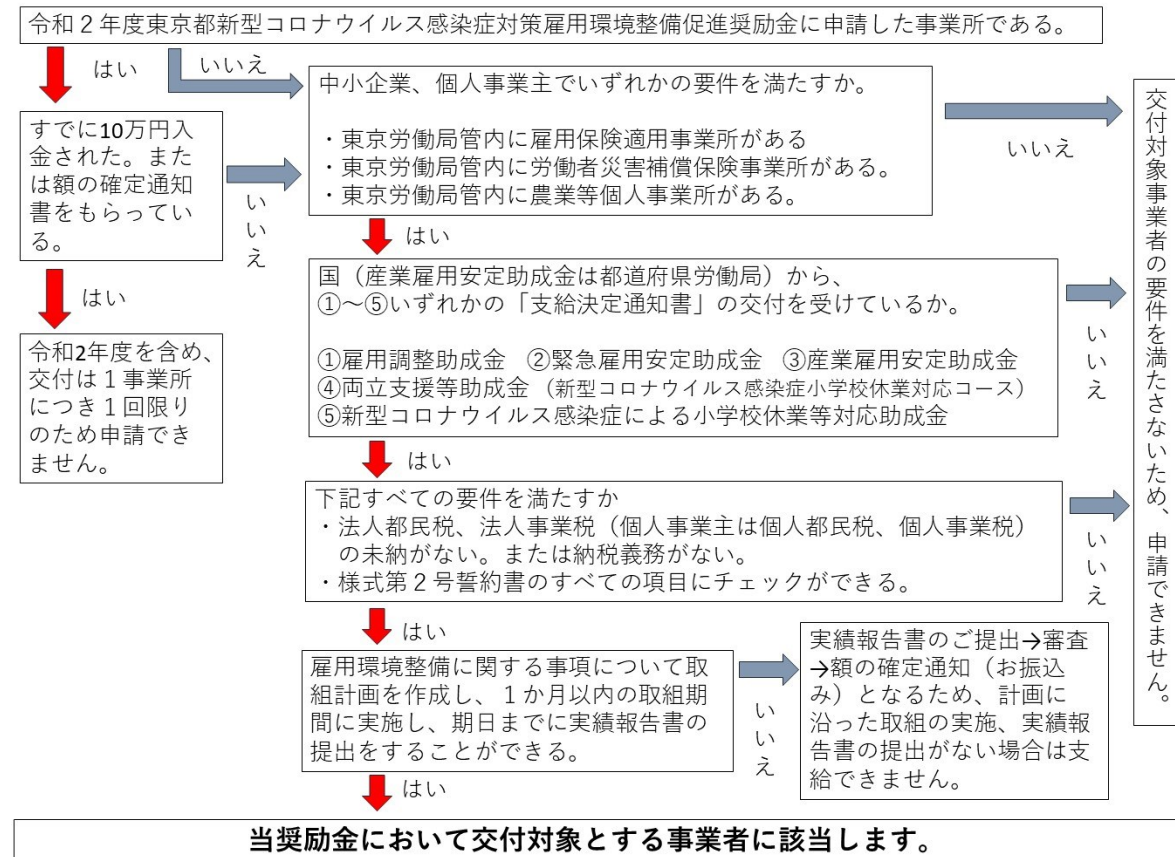 令和２年度東京都新型コロナウイルス感染症対策雇用環境整備促進奨励金に申請した事業所である。
はい
いいえ
すでに10万円入
金された。また
は額の確定通知
書をもらってい
る。
いいえ
はい
令和2年度を含め、
交付は１事業所
につき１回限り
のため申請でき
ません。
中小企業、個人事業主でいずれかの要件を満たすか。
・東京労働局管内に雇用保険適用事業所がある
・東京労働局管内に労働者災害補償保険事業所がある。
・東京労働局管内に農業等個人事業所がある。
いいえ
はい
国（産業雇用安定助成金は都道府県労働局）から、
①～⑤いずれかの「支給決定通知書」の交付を受けているか。
①雇用調整助成金　②緊急雇用安定助成金　③産業雇用安定助成金
④両立支援等助成金（新型コロナウイルス感染症小学校休業対応コース）
⑤新型コロナウイルス感染症による小学校休業等対応助成金
いいえ
はい
下記すべての要件を満たすか
・法人都民税、法人事業税（個人事業主は個人都民税、個人事業税）
の未納がない。または納税義務がない。
・様式第２号誓約書のすべての項目にチェックができる。
いいえ
はい
雇用環境整備に関する事項について取
組計画を作成し、１か月以内の取組期
間に実施し、期日までに実績報告書の
提出をすることができる。
いいえ
はい
実績報告書のご提出→審査
→額の確定通知（お振込
み）となるため、計画に
沿った取組の実施、実績報
告書の提出がない場合は支
給できません。
交付対象事業者の要件を満たさないため、申請できません。
当奨励金において交付対象とする事業者に該当します。